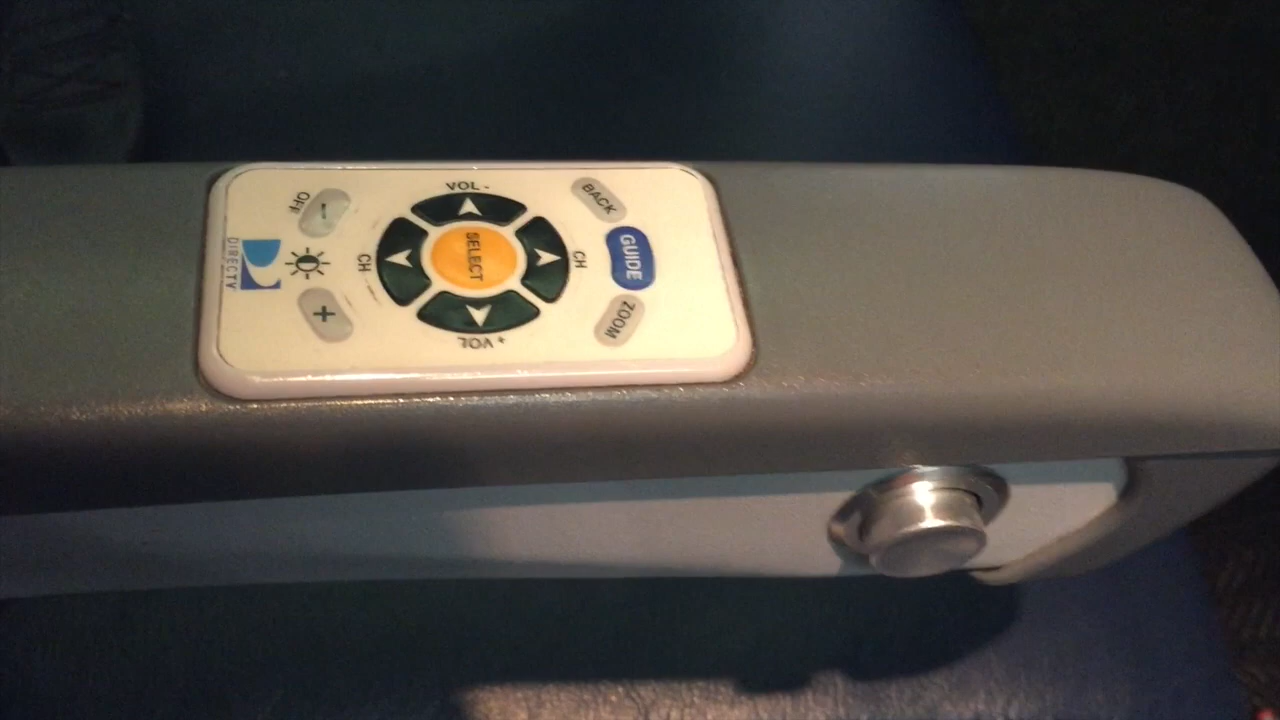 VOL -
BACK
OFF
-
SELECT
GUIDE
CH
CH
DIRECTV
+
ZOOM
+ VOL